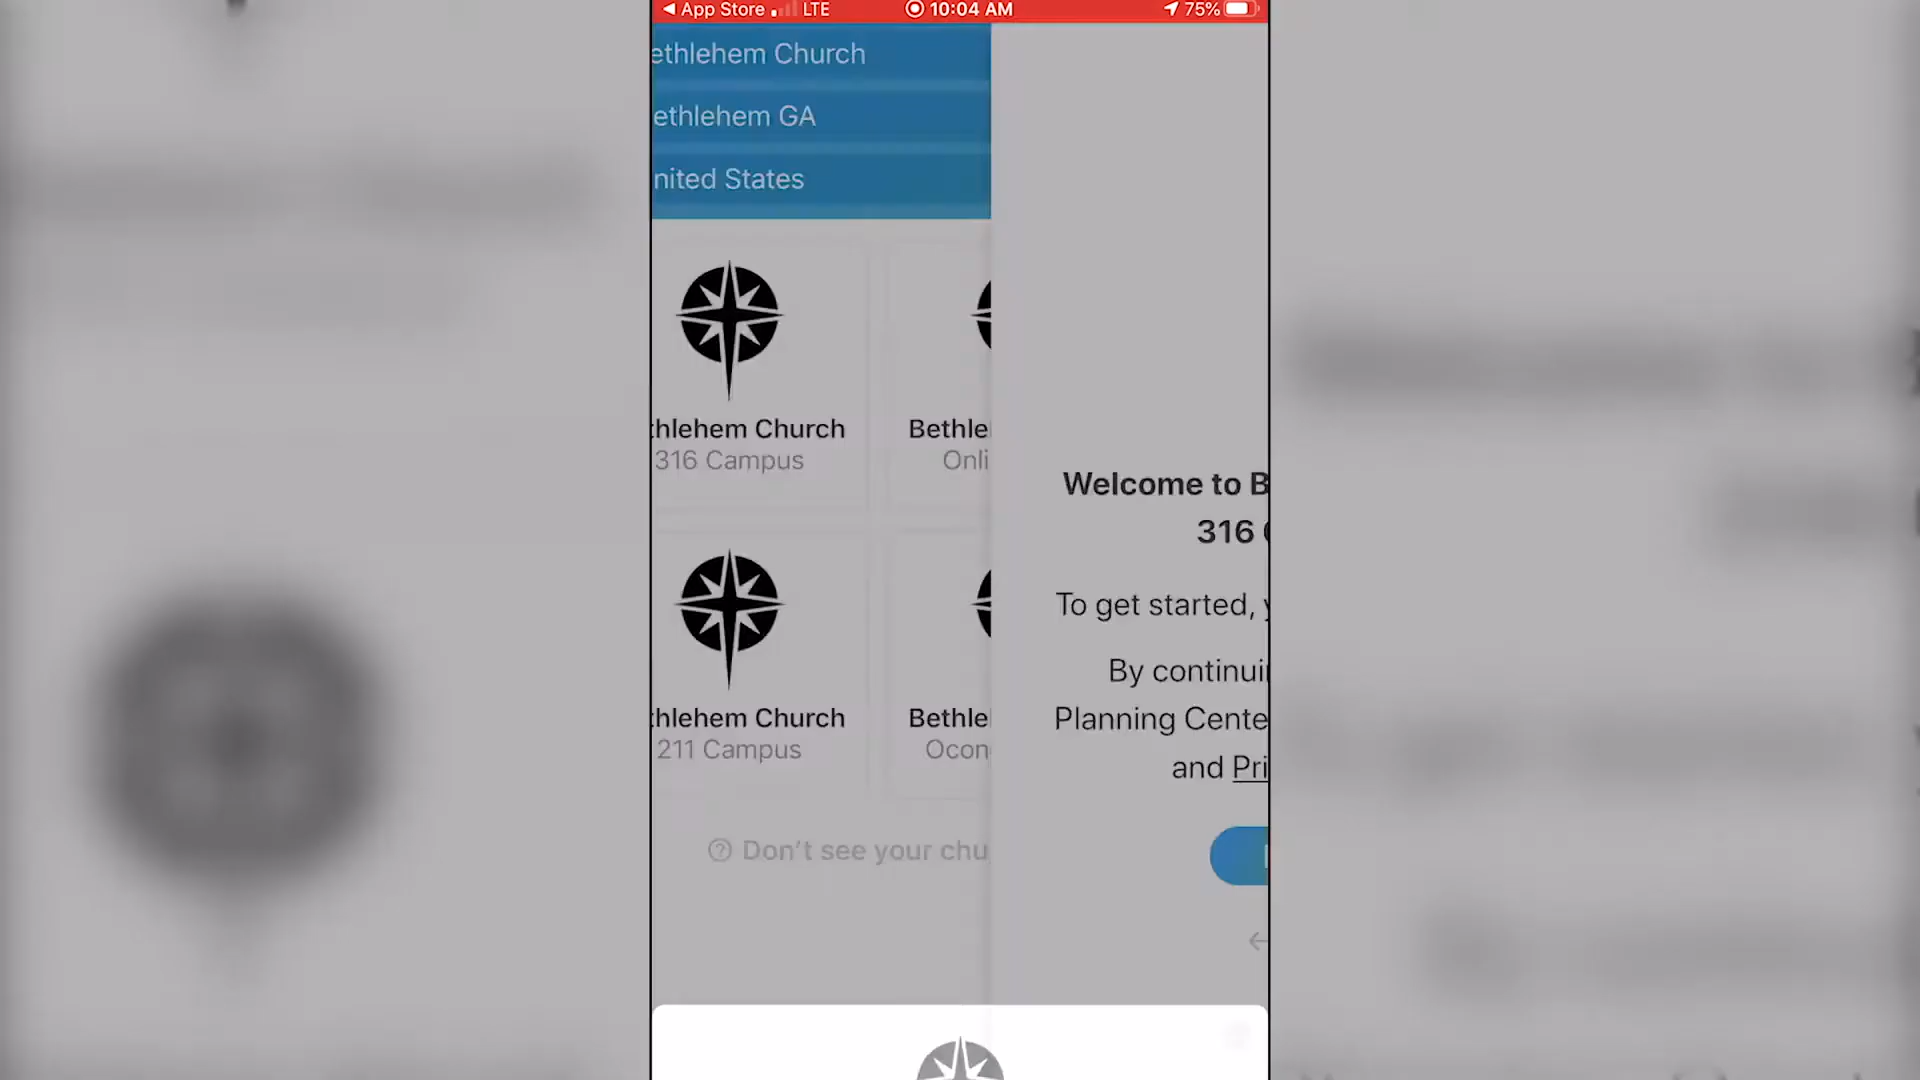 App Store LTE 10:04 AM 75%
ethlehem Church
ethlehem GA
nited States
thlehem Church
316 Campus
Bethle
Onli
thlehem Church
211 Campus
Bethle
Ocon
Don't see your chu
Welcome to B
316
To get started, y
By continui
Planning Cente
and Pri